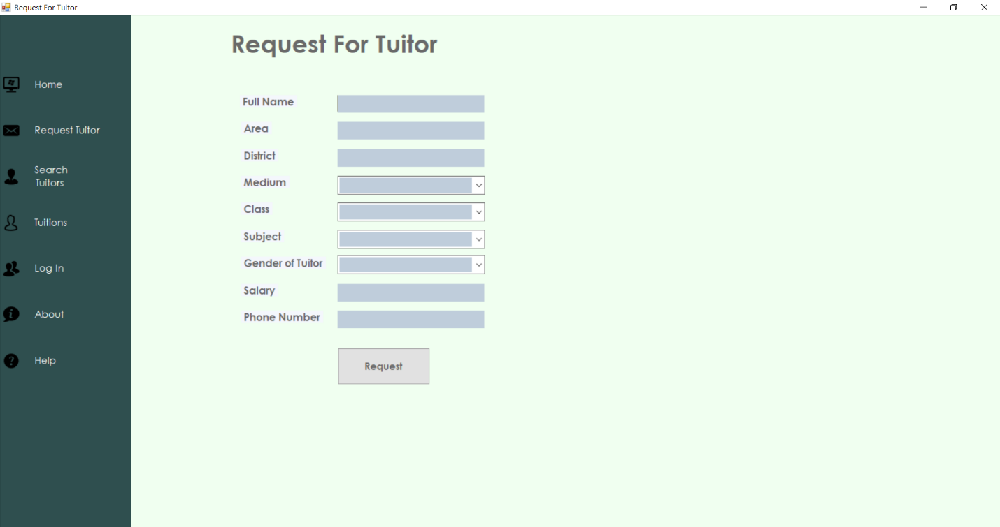 Request For Tuitor
Request For Tuitor
Home
Request Tuitor
Search
Tuitors
Tuitions
Log In
About
Help
Full Name
Area
District
Medium
Class
Subject
Gender of Tuitor
Salary
Phone Number
Request